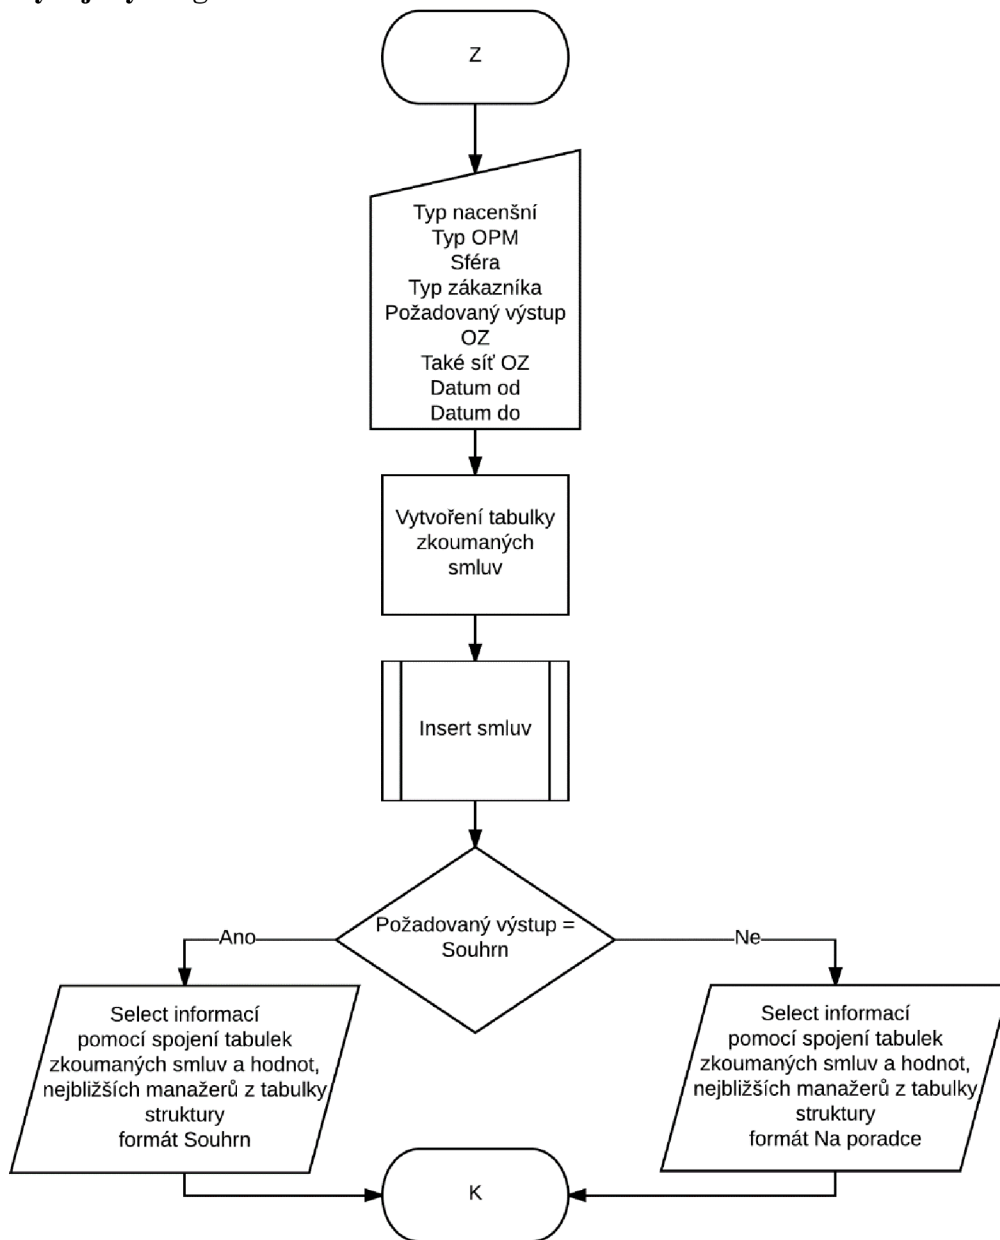 Z
Typ nacenšní
Typ OPM
Sféra
Typ zákazníka
Požadovaný výstup
OZ
Také síť OZ
Datum od
Datum do
Vytvoření tabulky
zkoumaných
smluv
Insert smluv
Požadovaný výstup =
Souhrn
Ano
Ne
Select informací
pomocí spojení tabulek
zkoumaných smluv a hodnot,
nejbližších manažerů z tabulky
struktury
formát Souhrn
Select informací
pomocí spojení tabulek
zkoumaných smluv a hodnot,
nejbližších manažerů z tabulky
struktury
formát Na poradce
K